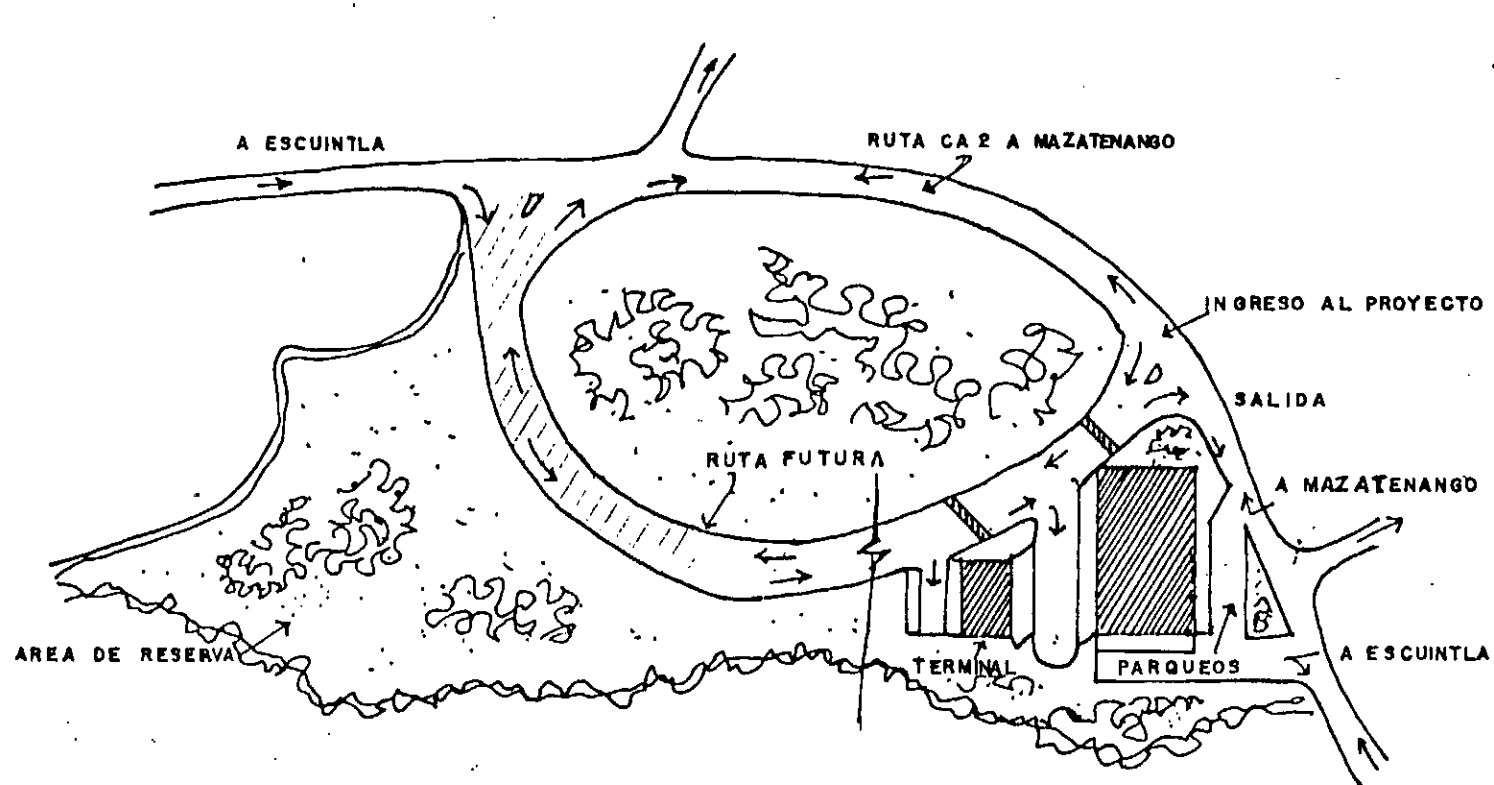 A ESCUINTLA
RUTA CA 2 A MAZATENANGO
INGRESO AL PROYECTO
SALIDA
RUTA FUTURA
A MAZATENANGO
AREA DE RESERVA
TERMINAL
PARQUEOS
A ESCUINTLA